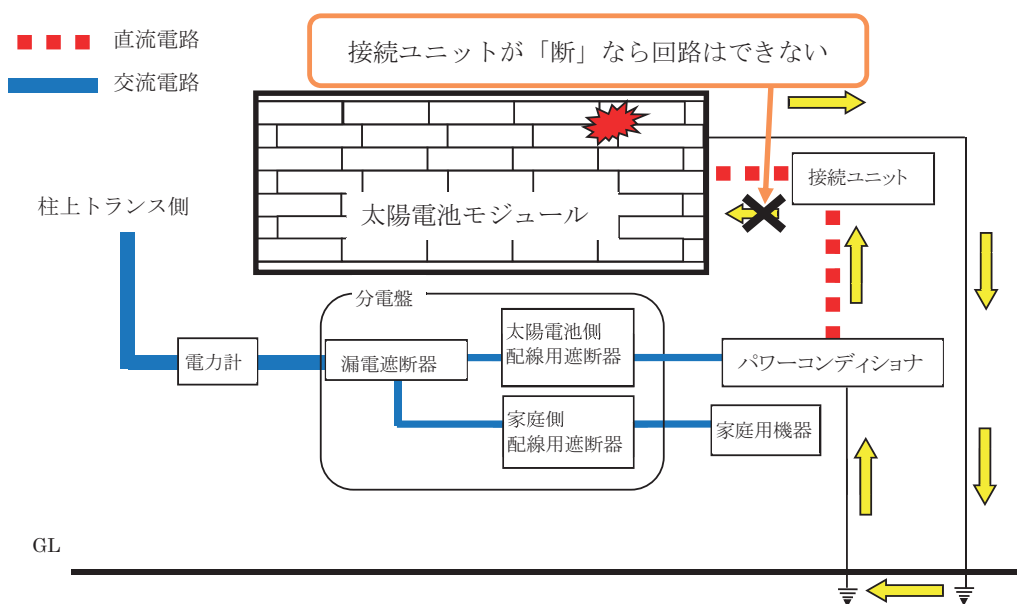 直流電路
交流電路
接続ユニットが「断」なら回路はできない
接続ユニット
柱上トランス側
太陽電池モジュール
分電盤
太陽電池側
配線用遮断器
電力計
漏電遮断器
パワーコンディショナ
家庭側
配線用遮断器
家庭用機器
GL